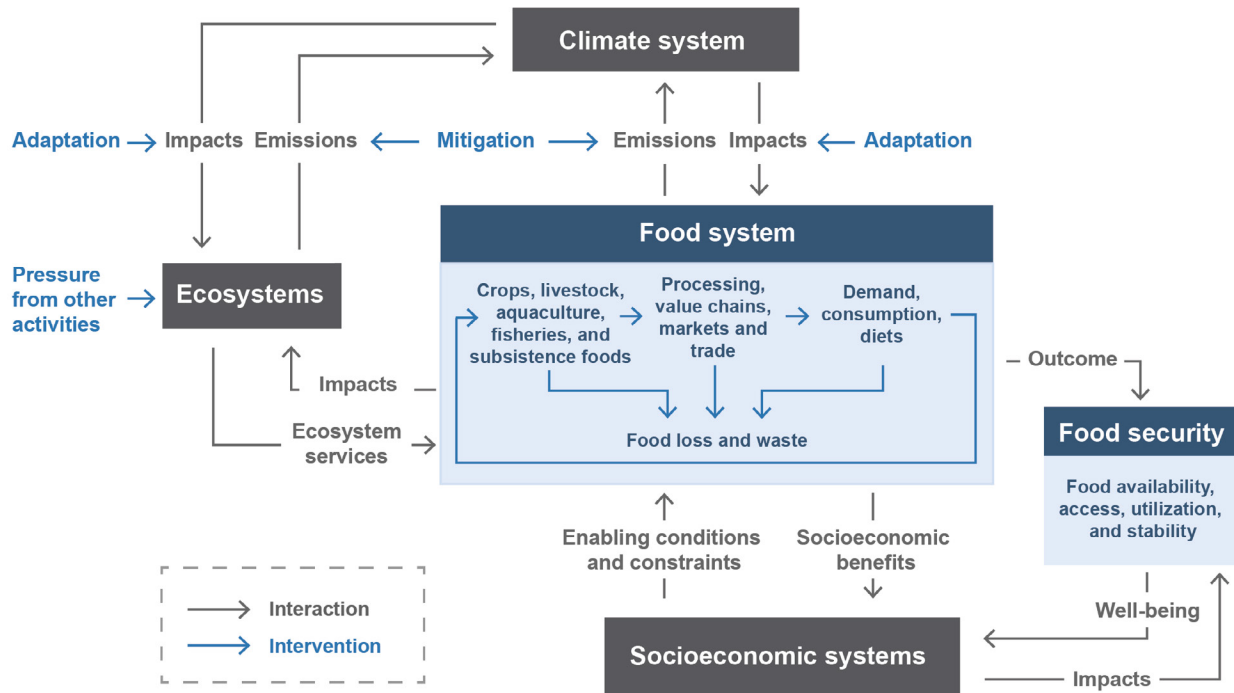 Climate system
Adaptation
Impacts
Emissions
Mitigation
Emissions
Impacts
Adaptation
Food system
Pressure
from other
activities
Ecosystems
Crops, livestock,
aquaculture,
fisheries, and
subsistence foods
Processing,
value chains,
markets and
trade
Demand,
consumption,
diets
Food loss and waste
Impacts
Ecosystem
services
Outcome
Food security
Food availability,
access, utilization,
and stability
Enabling conditions
and constraints
Socioeconomic
benefits
Well-being
Interaction
Intervention
Socioeconomic systems
Impacts